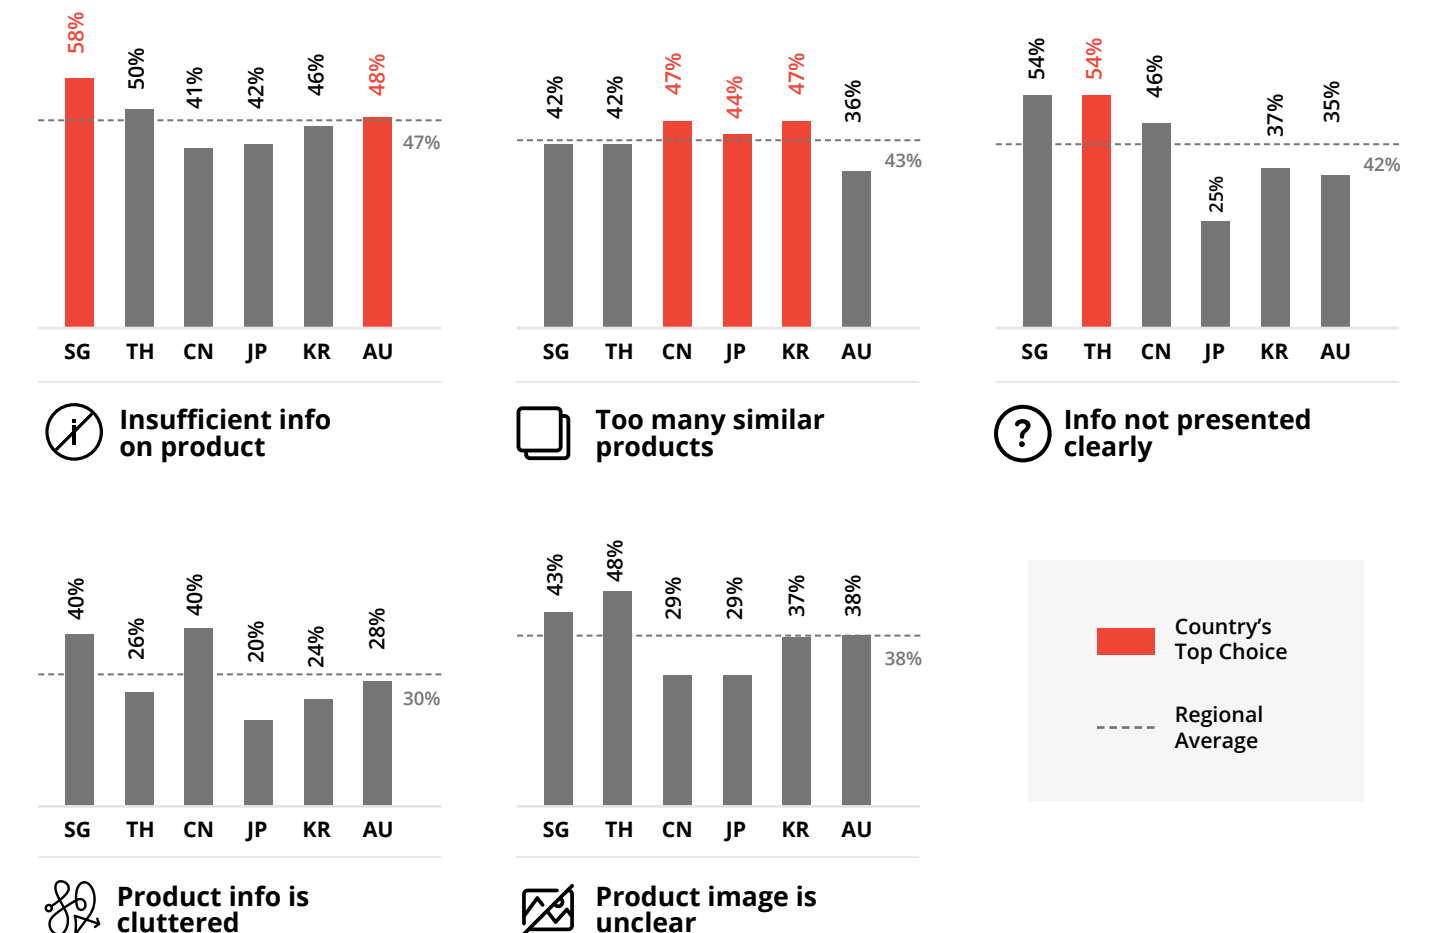 58%
50%
41%
42%
46%
48%
47%
SG TH CN JP KR AU
Insufficient info
on product
42%
42%
47%
44%
47%
36%
43%
SG TH CN JP KR AU
Too many similar
products
54%
54%
46%
25%
37%
35%
42%
SG TH CN JP KR AU
?
Info not presented
clearly
40%
26%
40%
20%
24%
28%
30%
SG TH CN JP KR AU
Product info is
cluttered
43%
48%
29%
29%
37%
38%
38%
SG TH CN JP KR AU
Product image is
unclear
Country’s
Top Choice
Regional
Average